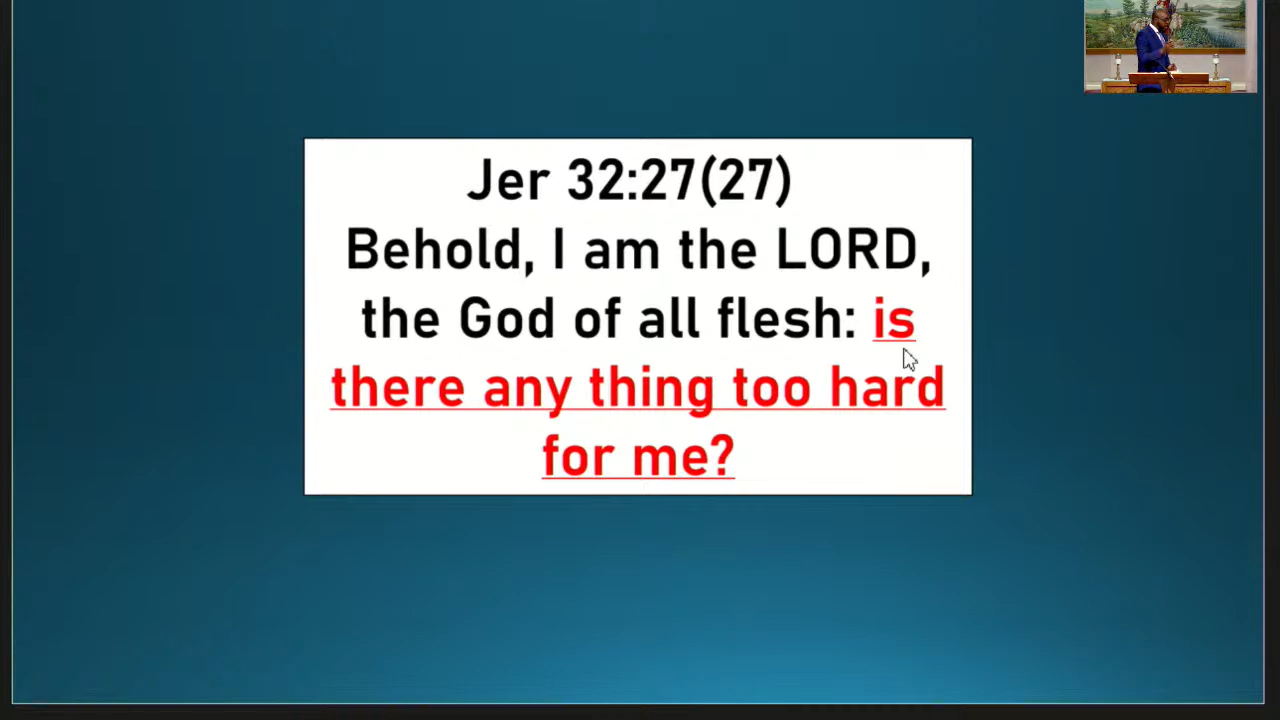 Jer 32:27(27)
Behold, I am the LORD,
the God of all flesh: is
there any thing too hard
for me?